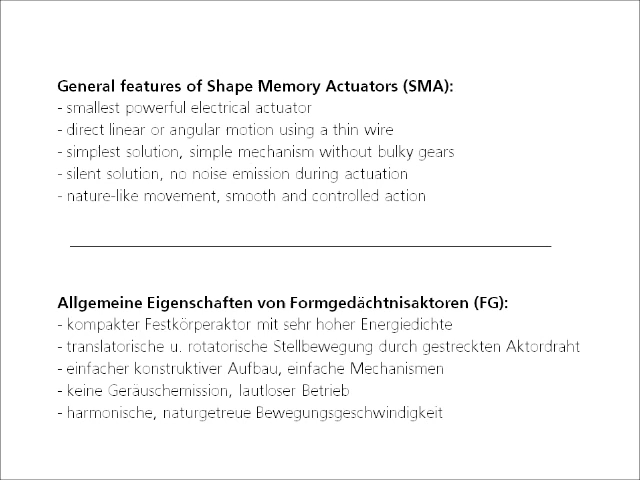 General features of Shape Memory Actuators (SMA):
- smallest powerful electrical actuator
- direct linear or angular motion using a thin wire
- simplest solution, simple mechanism without bulky gears
- silent solution, no noise emission during actuation
- nature-like movement, smooth and controlled action
Allgemeine Eigenschaften von Formgedächtnisaktoren (FG):
- kompakter Festkörperaktor mit sehr hoher Energiedichte
- translatorische u. rotatorische Stellbewegung durch gestreckten Aktordraht
- einfacher konstruktiver Aufbau, einfache Mechanismen
- keine Geräuschemission, lautloser Betrieb
- harmonische, naturgetreue Bewegungsgeschwindigkeit